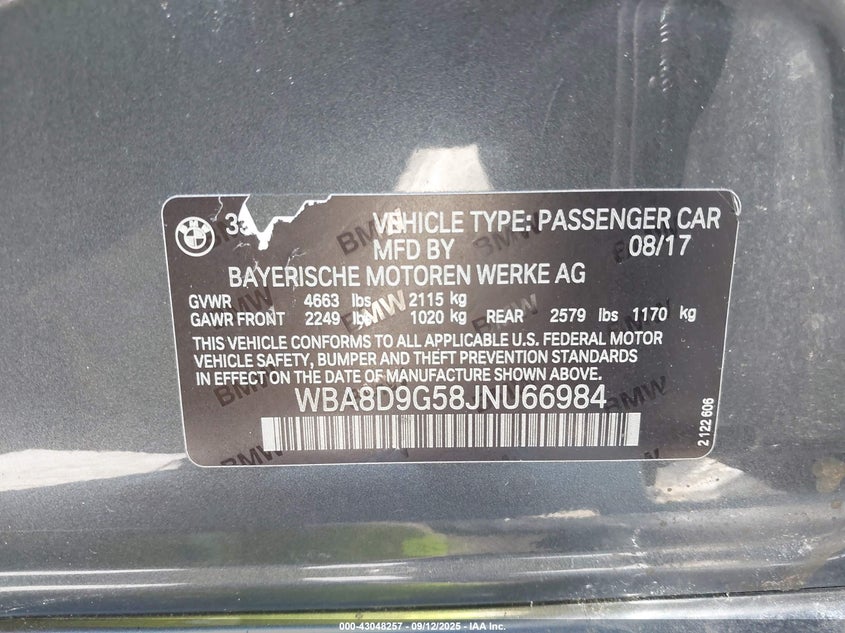 33
VEHICLE TYPE: PASSENGER CAR
MFD BY 08/17
BAYERISCHE MOTOREN WERKE AG
GVWR 4663 lbs 2115 kg
GAWR FRONT 2249 lbs 1020 kg REAR 2579 lbs 1170 kg
THIS VEHICLE CONFORMS TO ALL APPLICABLE U.S. FEDERAL MOTOR
VEHICLE SAFETY, BUMPER AND THEFT PREVENTION STANDARDS
IN EFFECT ON THE DATE OF MANUFACTURE SHOWN ABOVE.
WBA8D9G58JNU66984
2 122 606
000-43048257 - 09/12/2025 - IAA Inc.